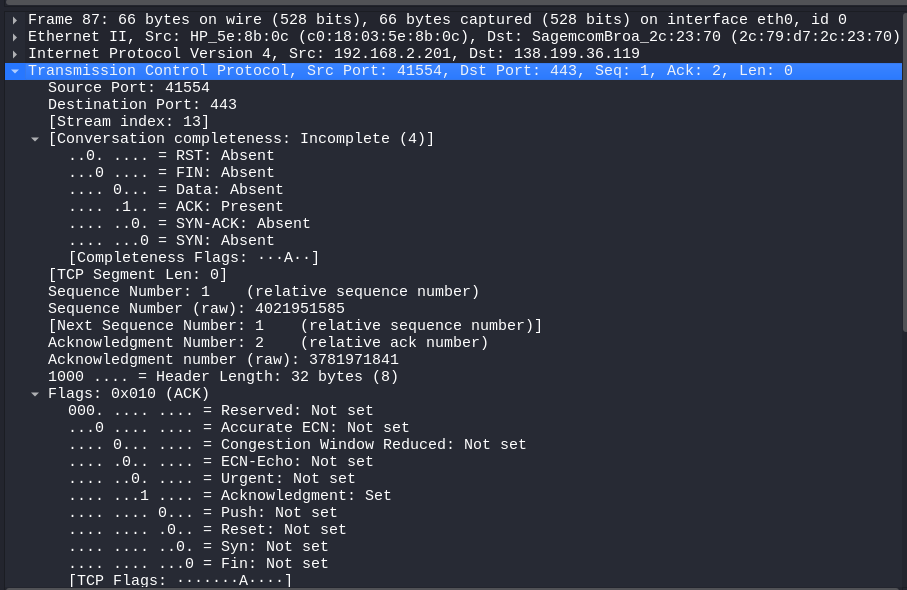 Frame 87: 66 bytes on wire (528 bits), 66 bytes captured (528 bits) on interface eth0, id 0
Ethernet II, Src: HP_5e:8b:0c (c0:18:03:5e:8b:0c), Dst: SagemcomBroa_2c:23:70 (2c:79:d7:2c:23:70)
Internet Protocol Version 4, Src: 192.168.2.201, Dst: 138.199.36.119
Transmission Control Protocol, Src Port: 41554, Dst Port: 443, Seq: 1, Ack: 2, Len: 0
Source Port: 41554
Destination Port: 443
[Stream index: 13]
[Conversation completeness: Incomplete (4)]
..0. .... = RST: Absent
...0 .... = FIN: Absent
.... 0... = Data: Absent
.... .1.. = ACK: Present
.... ..0. = SYN-ACK: Absent
.... ...0 = SYN: Absent
[Completeness Flags: ···A··]
[TCP Segment Len: 0]
Sequence Number: 1    (relative sequence number)
Sequence Number (raw): 4021951585
[Next Sequence Number: 1    (relative sequence number)]
Acknowledgment Number: 2    (relative ack number)
Acknowledgment number (raw): 3781971841
1000 .... = Header Length: 32 bytes (8)
Flags: 0x010 (ACK)
000. .... .... = Reserved: Not set
...0 .... .... = Accurate ECN: Not set
.... 0... .... = Congestion Window Reduced: Not set
.... .0.. .... = ECN-Echo: Not set
.... ..0. .... = Urgent: Not set
.... ...1 .... = Acknowledgment: Set
.... .... 0... = Push: Not set
.... .... .0.. = Reset: Not set
.... .... ..0. = Syn: Not set
.... .... ...0 = Fin: Not set
[TCP Flags: ·······A····]